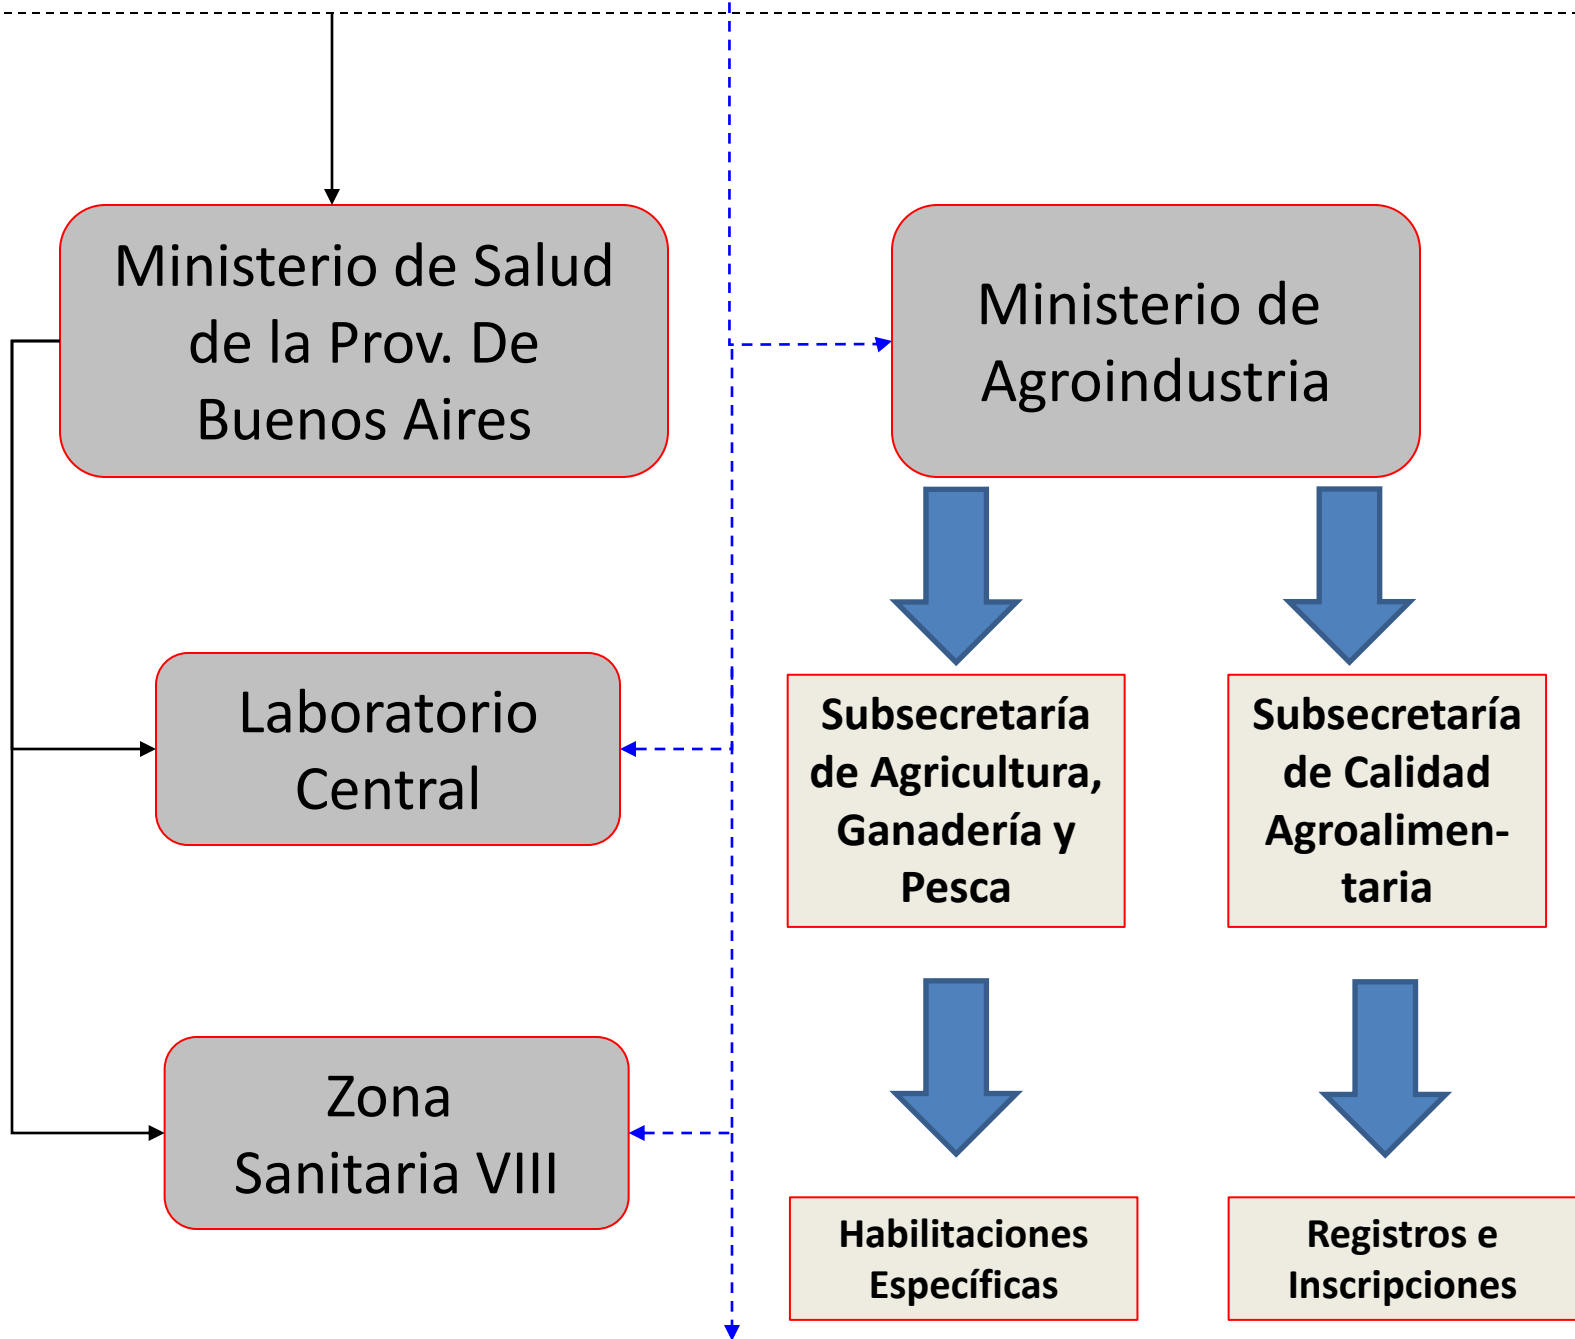 Ministerio de Salud
de la Prov. De
Buenos Aires
Ministerio de
Agroindustria
Laboratorio
Central
Subsecretaría
de Agricultura,
Ganadería y
Pesca
Subsecretaría
de Calidad
Agroalimen-
taria
Zona
Sanitaria VIII
Habilitaciones
Específicas
Registros e
Inscripciones